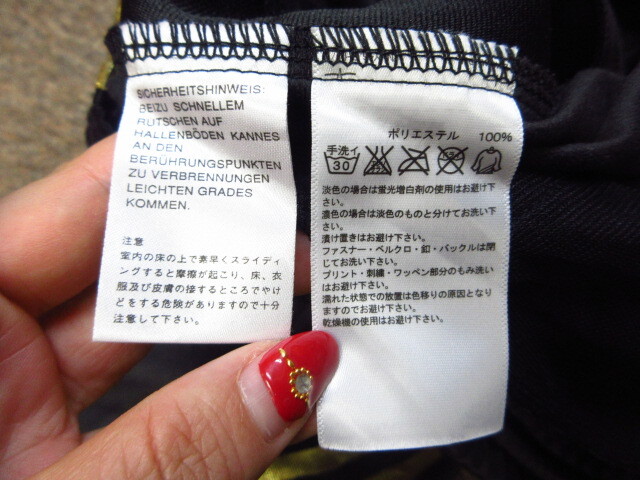 SICHERHEITSHINWEIS:
BEIZU SCHNELLEM
RUTSCHEN AUF
HALLENBÖDEN KANNES
AN DEN
BERÜHRUNGSPUNKTEN
ZU VERBRENNUNGEN
LEICHTEN GRADES
KOMMEN.
注意
室内の床の上で素早くスライディ
ングすると摩擦が起こり、床、衣
服及び皮膚の接するところでやけ
どをする危険がありますので十分
注意して下さい。
ポリエステル 100%
手洗イ
30
淡色の場合は蛍光増白剤の使用はお避け下
さい。
濃色の場合は淡色のものと分けてお洗い下
さい。
漬け置きはお避け下さい。
ファスナー・ベルクロ・釦・バックルは閉
じてお洗い下さい。
プリント・刺繍・ワッペン部分のもみ洗い
はお避け下さい。
濡れた状態での放置は色移りの原因となり
ますのでお避け下さい。
乾燥機の使用はお避け下さい。